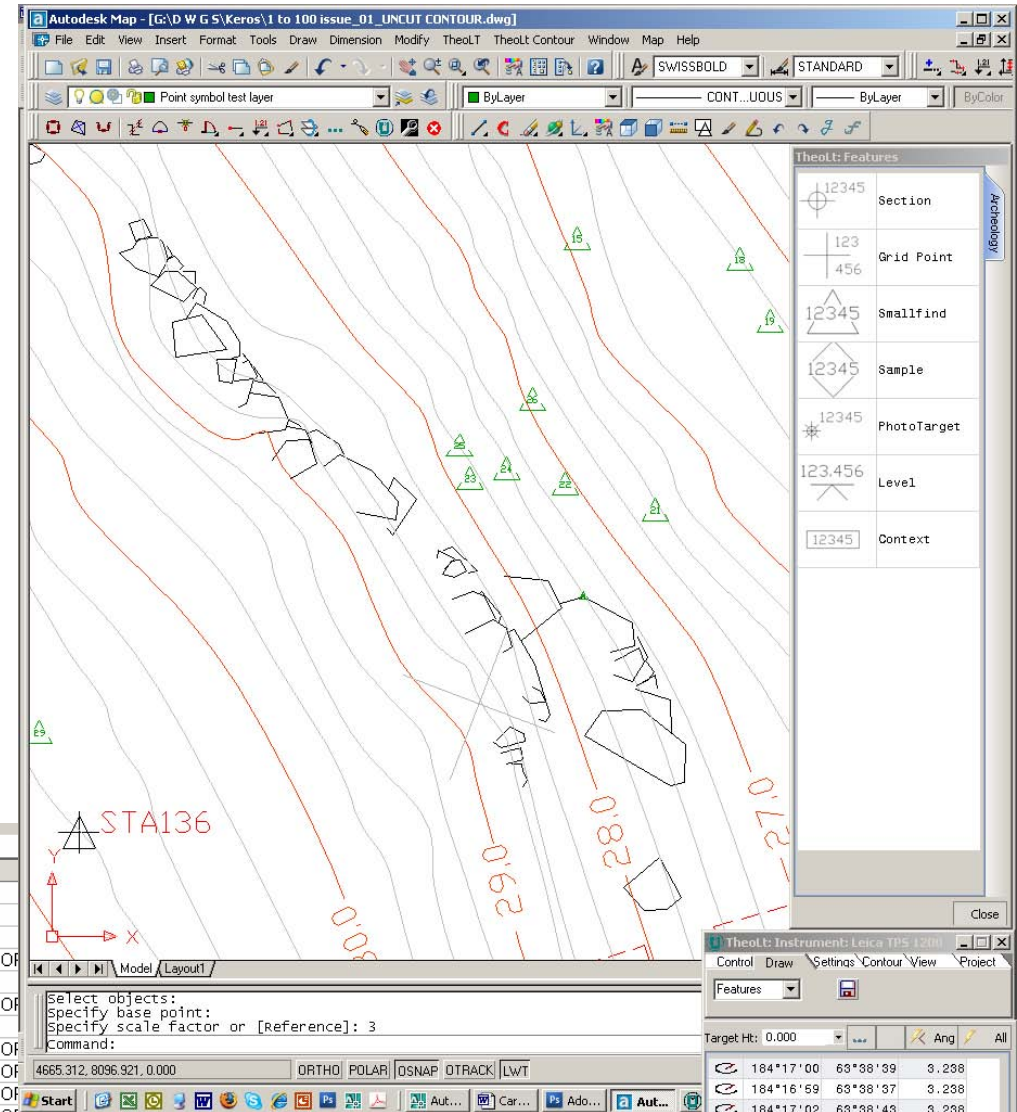 Autodesk Map - [G:\D W G S\Keros\1 to 100 issue_01_UNCUT CONTOUR.dwg]
File Edit View Insert Format Tools Draw Dimension Modify TheoLT TheoLt Contour Window Map Help
SWISSBOLD STANDARD
Point symbol test layer ByLayer CONT...UOUS ByLayer ByColor
TheoLt: Features
Archeology
12345 Section
123
456 Grid Point
12345 Smallfind
12345 Sample
12345 PhotoTarget
123.456 Level
12345 Context
Close
15
18
19
26
25
24
23
22
21
29
STA136
Y
X
30.0
29.0
28.0
27.0
Model Layout1
Select objects:
Specify base point:
Specify scale factor or [Reference]: 3
Command:
4665.312, 8096.921, 0.000 ORTHO POLAR OSNAP OTRACK LWT
TheoLt: Instrument: Leica TPS 1200
Control Draw Settings Contour View Project
Features
Target Ht: 0.000 ... Ang All
184°17'00 63°38'39 3.238
184°16'59 63°38'37 3.238
184°17'02 63°38'43 3.238
Start Aut... Car... Ado... Aut...